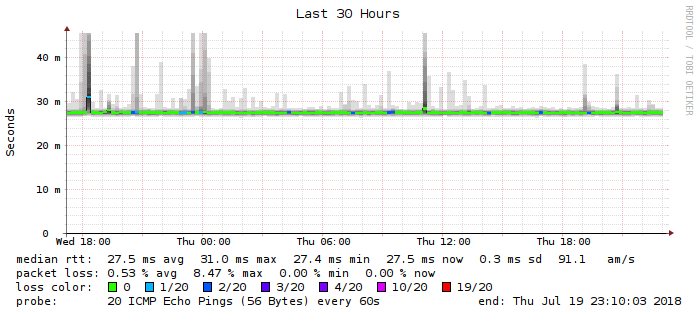 Last 30 Hours
RRDTOOL / TOBI OETIKER
Seconds
40 m
30 m
20 m
10 m
0
Wed 18:00 Thu 00:00 Thu 06:00 Thu 12:00 Thu 18:00
median rtt: 27.5 ms avg 31.0 ms max 27.4 ms min 27.5 ms now 0.3 ms sd 91.1 am/s
packet loss: 0.53 % avg 8.47 % max 0.00 % min 0.00 % now
loss color: 0 1/20 2/20 3/20 4/20 10/20 19/20
probe: 20 ICMP Echo Pings (56 Bytes) every 60s end: Thu Jul 19 23:10:03 2018